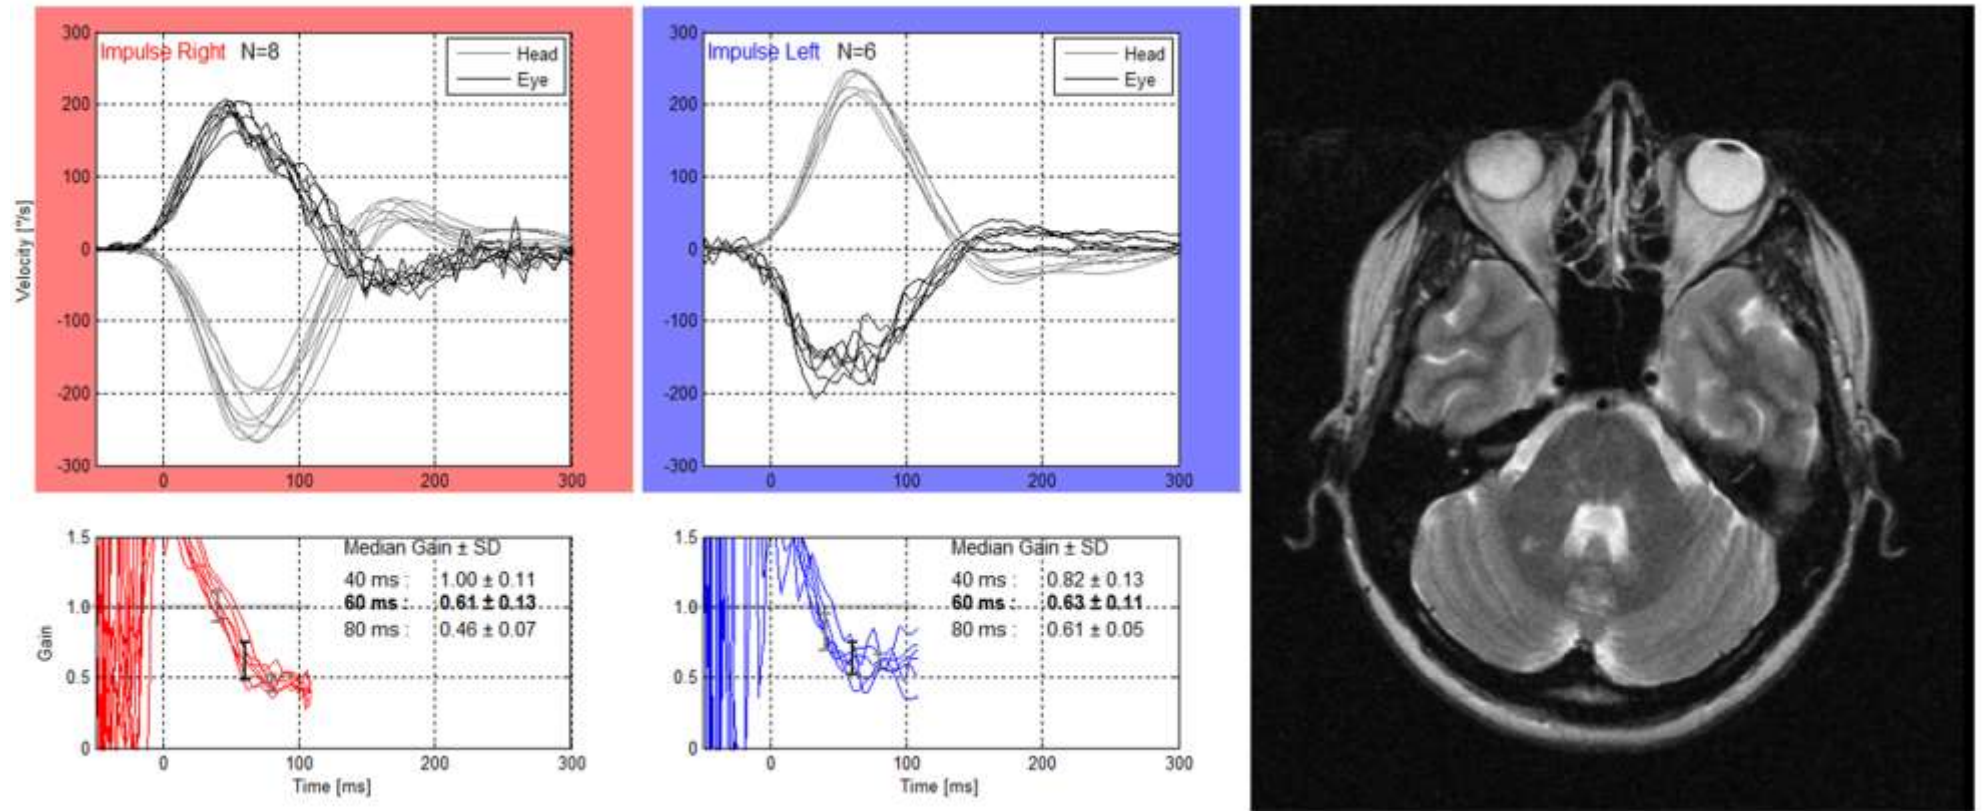 Impulse Right N=8
Head
Eye
300
200
100
0
-100
-200
-300
Velocity [°/s]
0 100 200 300
Impulse Left N=6
Head
Eye
300
200
100
0
-100
-200
-300
0 100 200 300
Median Gain ± SD
40 ms : 1.00 ± 0.11
60 ms : 0.61 ± 0.13
80 ms : 0.46 ± 0.07
1.5
1.0
0.5
0
Gain
0 100 200 300
Time [ms]
Median Gain ± SD
40 ms : 0.82 ± 0.13
60 ms : 0.63 ± 0.11
80 ms : 0.61 ± 0.05
1.5
1.0
0.5
0
0 100 200 300
Time [ms]